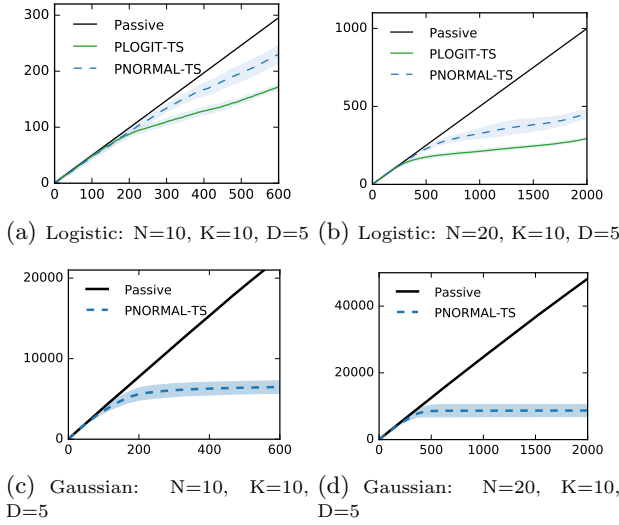 300
200
100
0
0 100 200 300 400 500 600
Passive
PLOGIT-TS
PNORMAL-TS
(a) Logistic: N=10, K=10, D=5
1000
500
0
0 500 1000 1500 2000
Passive
PLOGIT-TS
PNORMAL-TS
(b) Logistic: N=20, K=10, D=5
20000
10000
0
0 200 400 600
Passive
PNORMAL-TS
(c) Gaussian: N=10, K=10,
D=5
40000
20000
0
0 500 1000 1500 2000
Passive
PNORMAL-TS
(d) Gaussian: N=20, K=10,
D=5